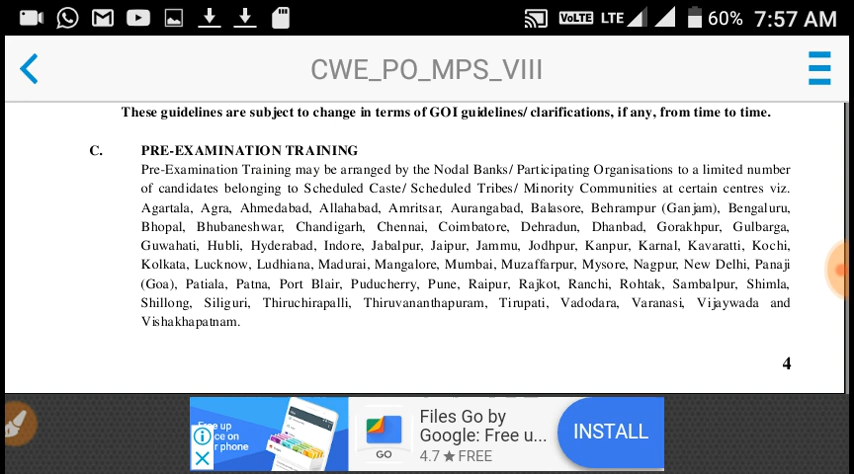 VoLTE LTE 60% 7:57 AM
CWE_PO_MPS_VIII
These guidelines are subject to change in terms of GOI guidelines/ clarifications, if any, from time to time.
C. PRE-EXAMINATION TRAINING
Pre-Examination Training may be arranged by the Nodal Banks/ Participating Organisations to a limited number
of candidates belonging to Scheduled Caste/ Scheduled Tribes/ Minority Communities at certain centres viz.
Agartala, Agra, Ahmedabad, Allahabad, Amritsar, Aurangabad, Balasore, Behrampur (Ganjam), Bengaluru,
Bhopal, Bhubaneshwar, Chandigarh, Chennai, Coimbatore, Dehradun, Dhanbad, Gorakhpur, Gulbarga,
Guwahati, Hubli, Hyderabad, Indore, Jabalpur, Jaipur, Jammu, Jodhpur, Kanpur, Karnal, Kavaratti, Kochi,
Kolkata, Lucknow, Ludhiana, Madurai, Mangalore, Mumbai, Muzaffarpur, Mysore, Nagpur, New Delhi, Panaji
(Goa), Patiala, Patna, Port Blair, Puducherry, Pune, Raipur, Rajkot, Ranchi, Rohtak, Sambalpur, Shimla,
Shillong, Siliguri, Thiruchirapalli, Thiruvananthapuram, Tirupati, Vadodara, Varanasi, Vijaywada and
Vishakhapatnam.
4
up
ce on
phone
GO
Files Go by
Google: Free u...
4.7 ★ FREE
INSTALL